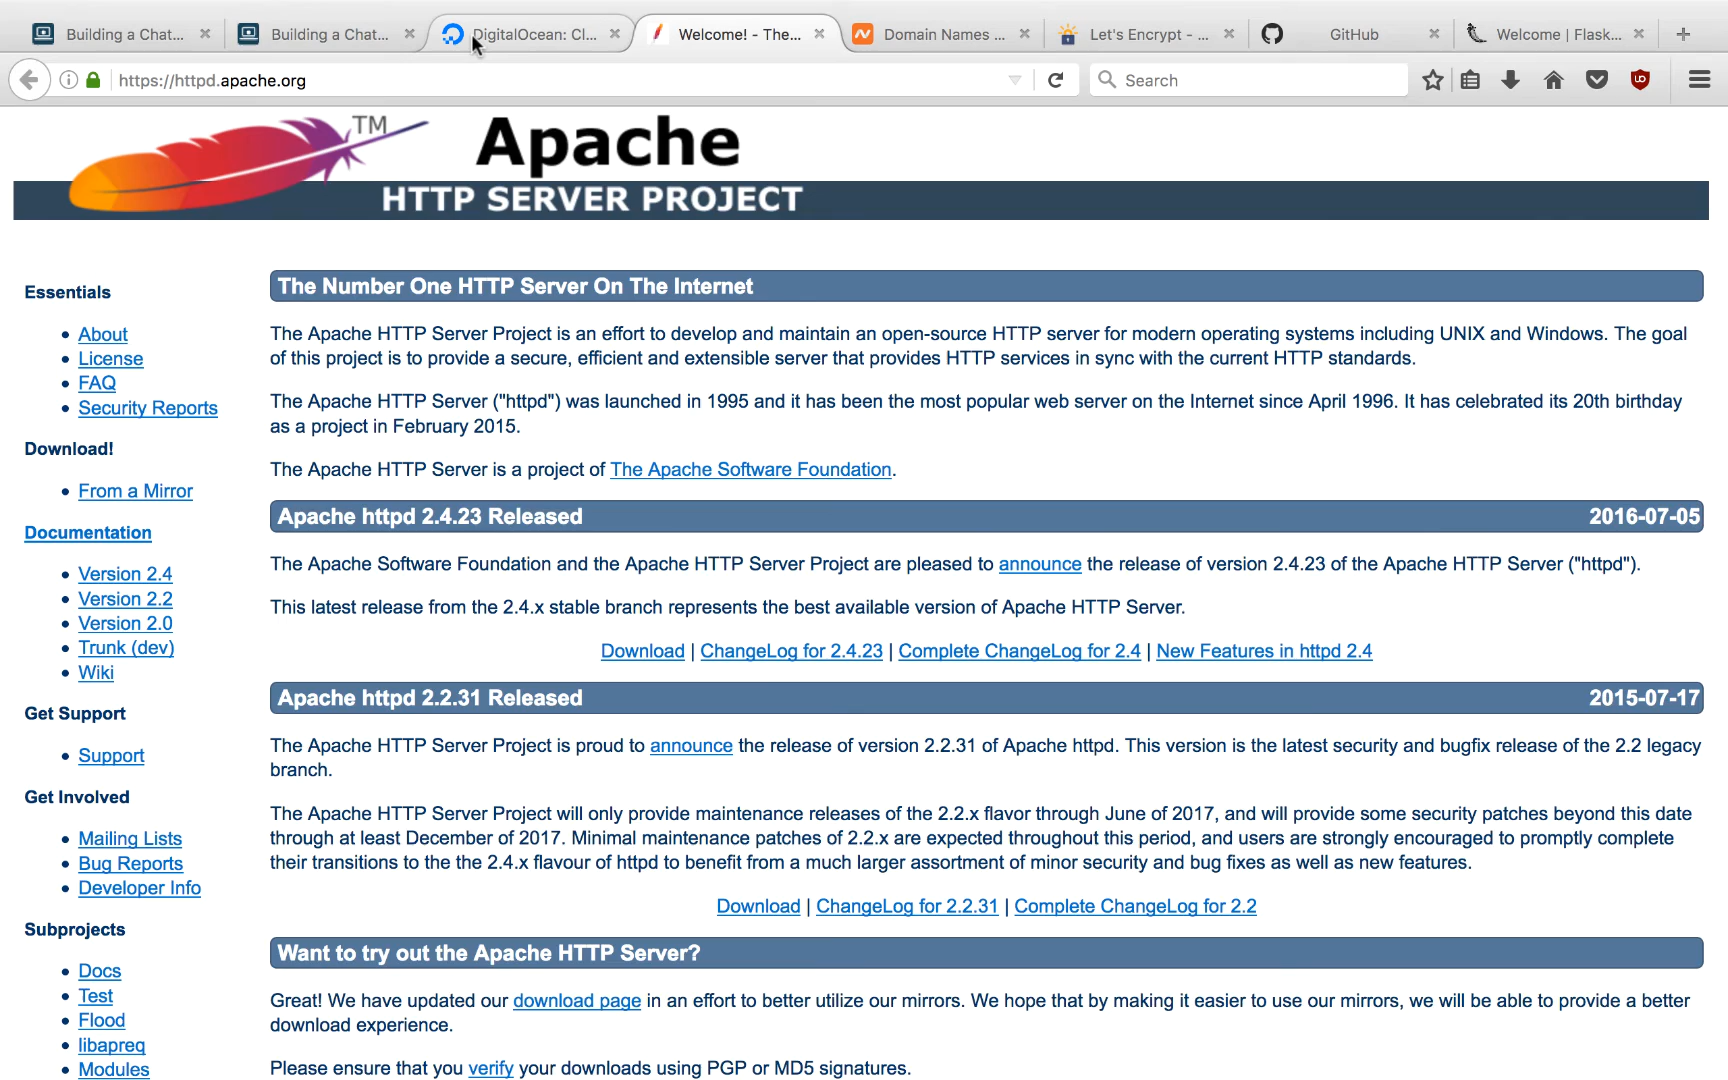 Building a Chat...
Building a Chat...
DigitalOcean: Cl...
Welcome! - The...
Domain Names ...
Let's Encrypt - ...
GitHub
Welcome | Flask...
https://httpd.apache.org
Search
TM
Apache
HTTP SERVER PROJECT
Essentials
About
License
FAQ
Security Reports
Download!
From a Mirror
Documentation
Version 2.4
Version 2.2
Version 2.0
Trunk (dev)
Wiki
Get Support
Support
Get Involved
Mailing Lists
Bug Reports
Developer Info
Subprojects
Docs
Test
Flood
libapreq
Modules
The Number One HTTP Server On The Internet
The Apache HTTP Server Project is an effort to develop and maintain an open-source HTTP server for modern operating systems including UNIX and Windows. The goal
of this project is to provide a secure, efficient and extensible server that provides HTTP services in sync with the current HTTP standards.
The Apache HTTP Server ("httpd") was launched in 1995 and it has been the most popular web server on the Internet since April 1996. It has celebrated its 20th birthday
as a project in February 2015.
The Apache HTTP Server is a project of The Apache Software Foundation.
Apache httpd 2.4.23 Released 2016-07-05
The Apache Software Foundation and the Apache HTTP Server Project are pleased to announce the release of version 2.4.23 of the Apache HTTP Server ("httpd").
This latest release from the 2.4.x stable branch represents the best available version of Apache HTTP Server.
Download | ChangeLog for 2.4.23 | Complete ChangeLog for 2.4 | New Features in httpd 2.4
Apache httpd 2.2.31 Released 2015-07-17
The Apache HTTP Server Project is proud to announce the release of version 2.2.31 of Apache httpd. This version is the latest security and bugfix release of the 2.2 legacy
branch.
The Apache HTTP Server Project will only provide maintenance releases of the 2.2.x flavor through June of 2017, and will provide some security patches beyond this date
through at least December of 2017. Minimal maintenance patches of 2.2.x are expected throughout this period, and users are strongly encouraged to promptly complete
their transitions to the the 2.4.x flavour of httpd to benefit from a much larger assortment of minor security and bug fixes as well as new features.
Download | ChangeLog for 2.2.31 | Complete ChangeLog for 2.2
Want to try out the Apache HTTP Server?
Great! We have updated our download page in an effort to better utilize our mirrors. We hope that by making it easier to use our mirrors, we will be able to provide a better
download experience.
Please ensure that you verify your downloads using PGP or MD5 signatures.